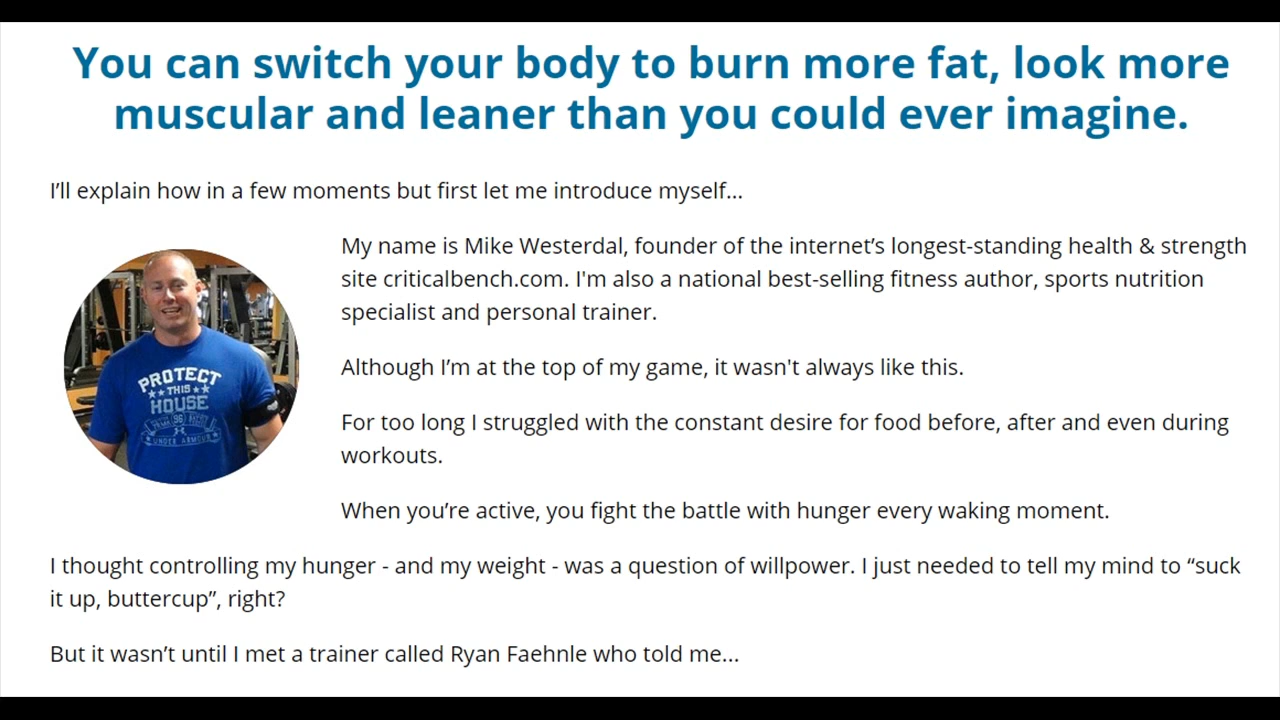 You can switch your body to burn more fat, look more
muscular and leaner than you could ever imagine.
I’ll explain how in a few moments but first let me introduce myself...
My name is Mike Westerdal, founder of the internet’s longest-standing health & strength
site criticalbench.com. I'm also a national best-selling fitness author, sports nutrition
specialist and personal trainer.
PROTECT
THIS
HOUSE
96
UNDER ARMOUR
Although I’m at the top of my game, it wasn't always like this.
For too long I struggled with the constant desire for food before, after and even during
workouts.
When you’re active, you fight the battle with hunger every waking moment.
I thought controlling my hunger - and my weight - was a question of willpower. I just needed to tell my mind to “suck
it up, buttercup”, right?
But it wasn’t until I met a trainer called Ryan Faehnle who told me...